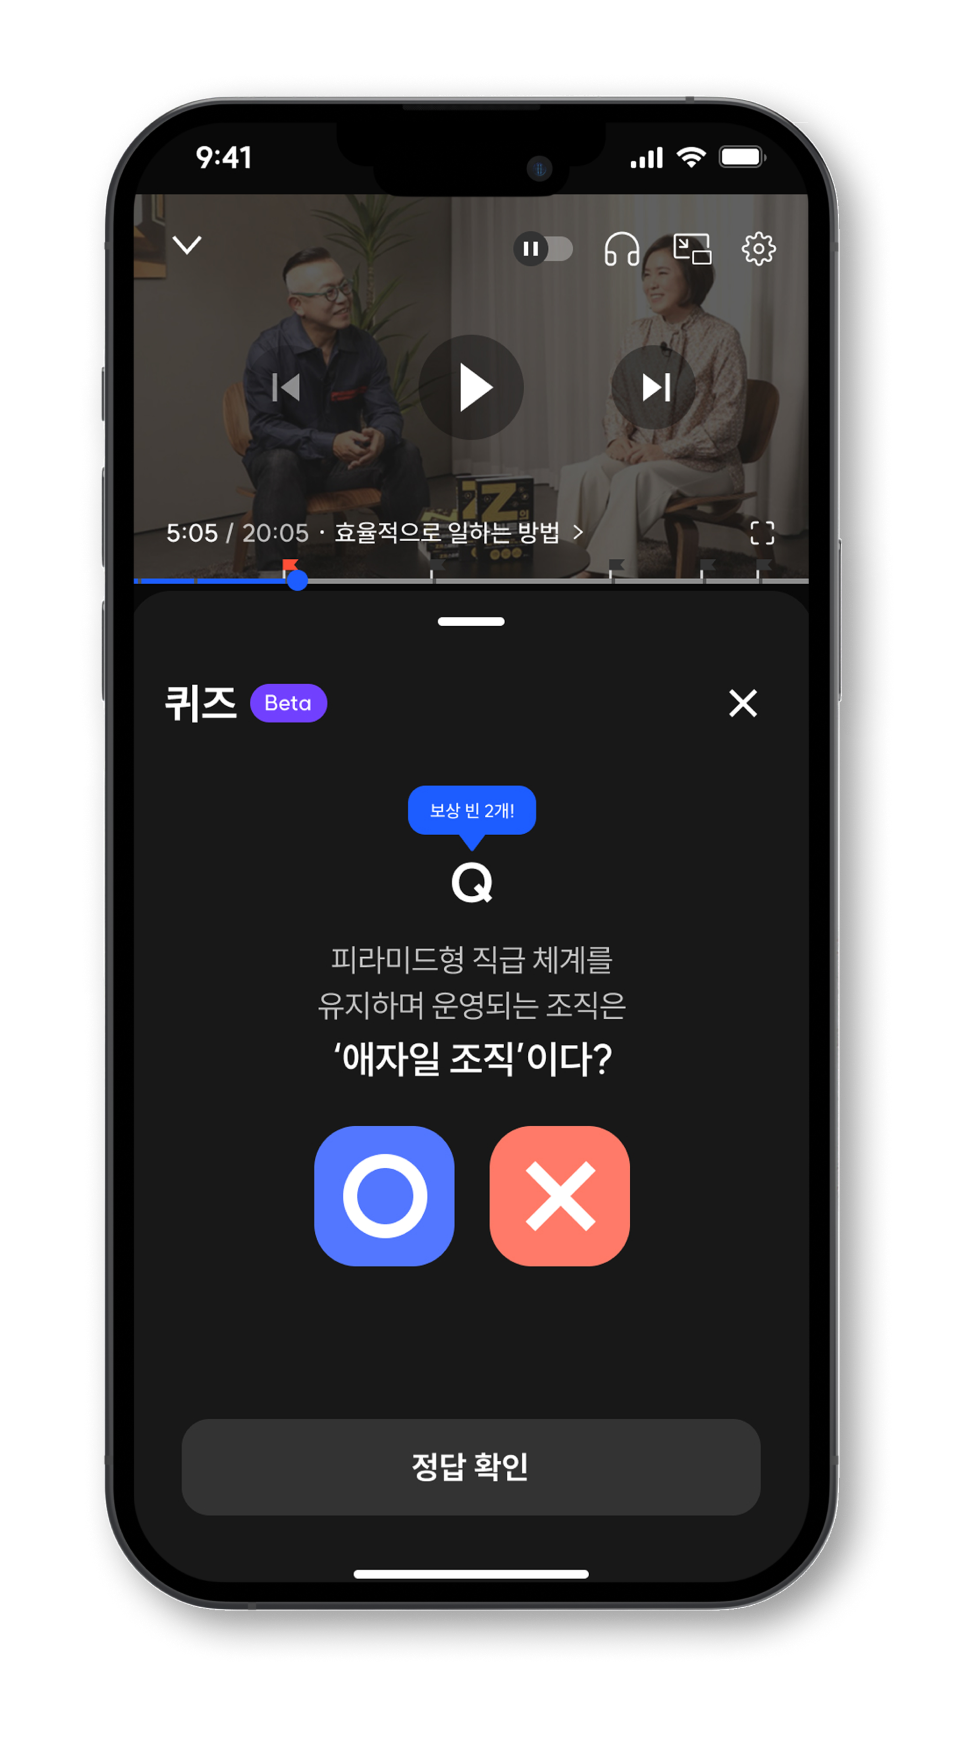 9:41
5:05 / 20:05 · 효율적으로 일하는 방법 >
퀴즈 Beta
보상 빈 2개!
Q
피라미드형 직급 체계를
유지하며 운영되는 조직은
‘애자일 조직’이다?
정답 확인